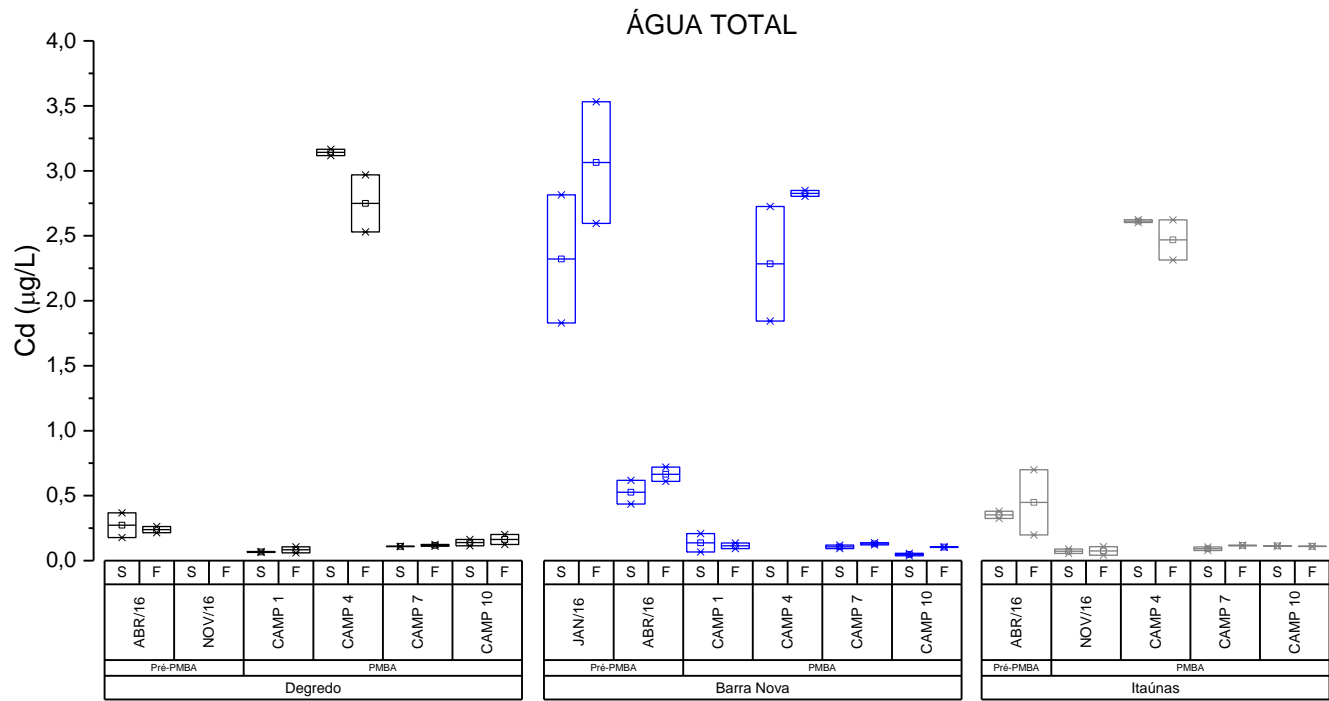 ÁGUA TOTAL
Cd (µg/L)
4,0
3,5
3,0
2,5
2,0
1,5
1,0
0,5
0,0
S F S F S F S F S F S F
ABR/16 NOV/16 CAMP 1 CAMP 4 CAMP 7 CAMP 10
Pré-PMBA PMBA
Degredo
S F S F S F S F S F S F
JAN/16 ABR/16 CAMP 1 CAMP 4 CAMP 7 CAMP 10
Pré-PMBA PMBA
Barra Nova
S F S F S F S F S F
ABR/16 NOV/16 CAMP 4 CAMP 7 CAMP 10
Pré-PMBA PMBA
Itaúnas